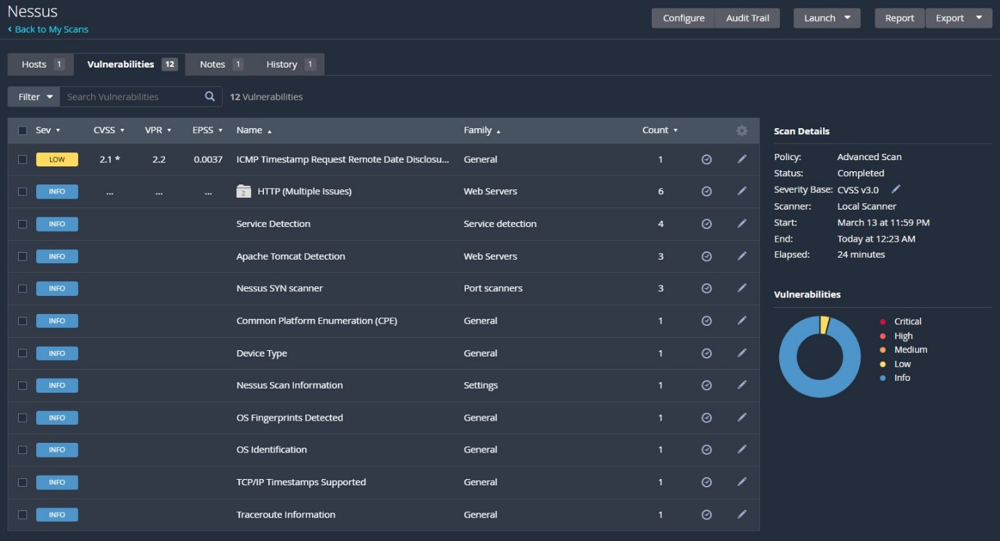 Nessus
Back to My Scans
Configure Audit Trail Launch Report Export
Hosts 1 Vulnerabilities 12 Notes 1 History 1
Filter Search Vulnerabilities 12 Vulnerabilities
Sev CVSS VPR EPSS Name Family Count
LOW 2.1 * 2.2 0.0037 ICMP Timestamp Request Remote Date Disclosu... General 1
INFO ... ... ... 2 HTTP (Multiple Issues) Web Servers 6
INFO Service Detection Service detection 4
INFO Apache Tomcat Detection Web Servers 3
INFO Nessus SYN scanner Port scanners 3
INFO Common Platform Enumeration (CPE) General 1
INFO Device Type General 1
INFO Nessus Scan Information Settings 1
INFO OS Fingerprints Detected General 1
INFO OS Identification General 1
INFO TCP/IP Timestamps Supported General 1
INFO Traceroute Information General 1
Scan Details
Policy: Advanced Scan
Status: Completed
Severity Base: CVSS v3.0
Scanner: Local Scanner
Start: March 13 at 11:59 PM
End: Today at 12:23 AM
Elapsed: 24 minutes
Vulnerabilities
Critical
High
Medium
Low
Info